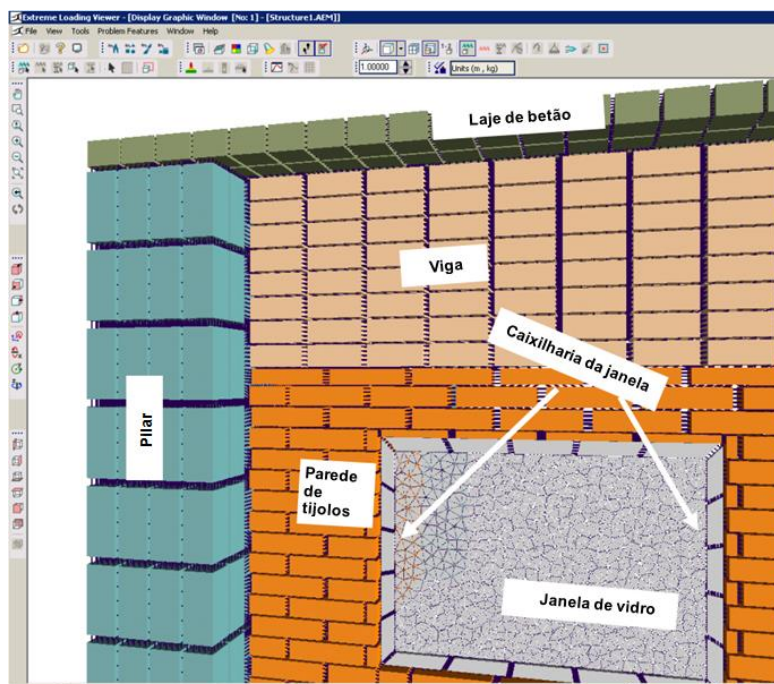 Extreme Loading Viewer - [Display Graphic Window [No: 1] - [Structure1.AEM]]
File View Tools Problem Features Window Help
1.00000
Units (m , kg)
Laje de betão
Viga
Caixilharia da janela
Pilar
Parede
de
tijolos
Janela de vidro